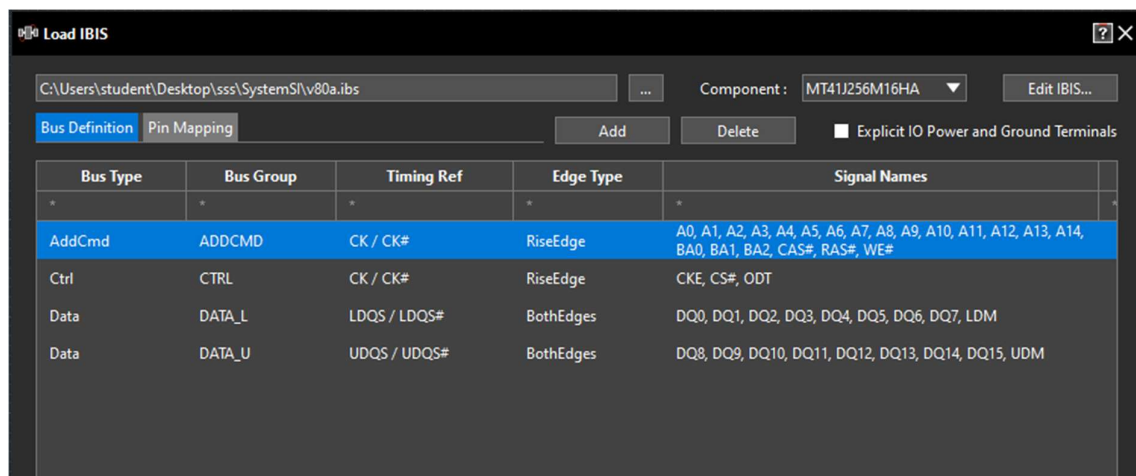 Load IBIS
?
C:\Users\student\Desktop\sss\SystemSI\v80a.ibs ... Component : MT41J256M16HA Edit IBIS...
Bus Definition Pin Mapping Add Delete Explicit IO Power and Ground Terminals
Bus Type Bus Group Timing Ref Edge Type Signal Names
* * * * * *
AddCmd ADDCMD CK / CK# RiseEdge A0, A1, A2, A3, A4, A5, A6, A7, A8, A9, A10, A11, A12, A13, A14,
BA0, BA1, BA2, CAS#, RAS#, WE#
Ctrl CTRL CK / CK# RiseEdge CKE, CS#, ODT
Data DATA_L LDQS / LDQS# BothEdges DQ0, DQ1, DQ2, DQ3, DQ4, DQ5, DQ6, DQ7, LDM
Data DATA_U UDQS / UDQS# BothEdges DQ8, DQ9, DQ10, DQ11, DQ12, DQ13, DQ14, DQ15, UDM